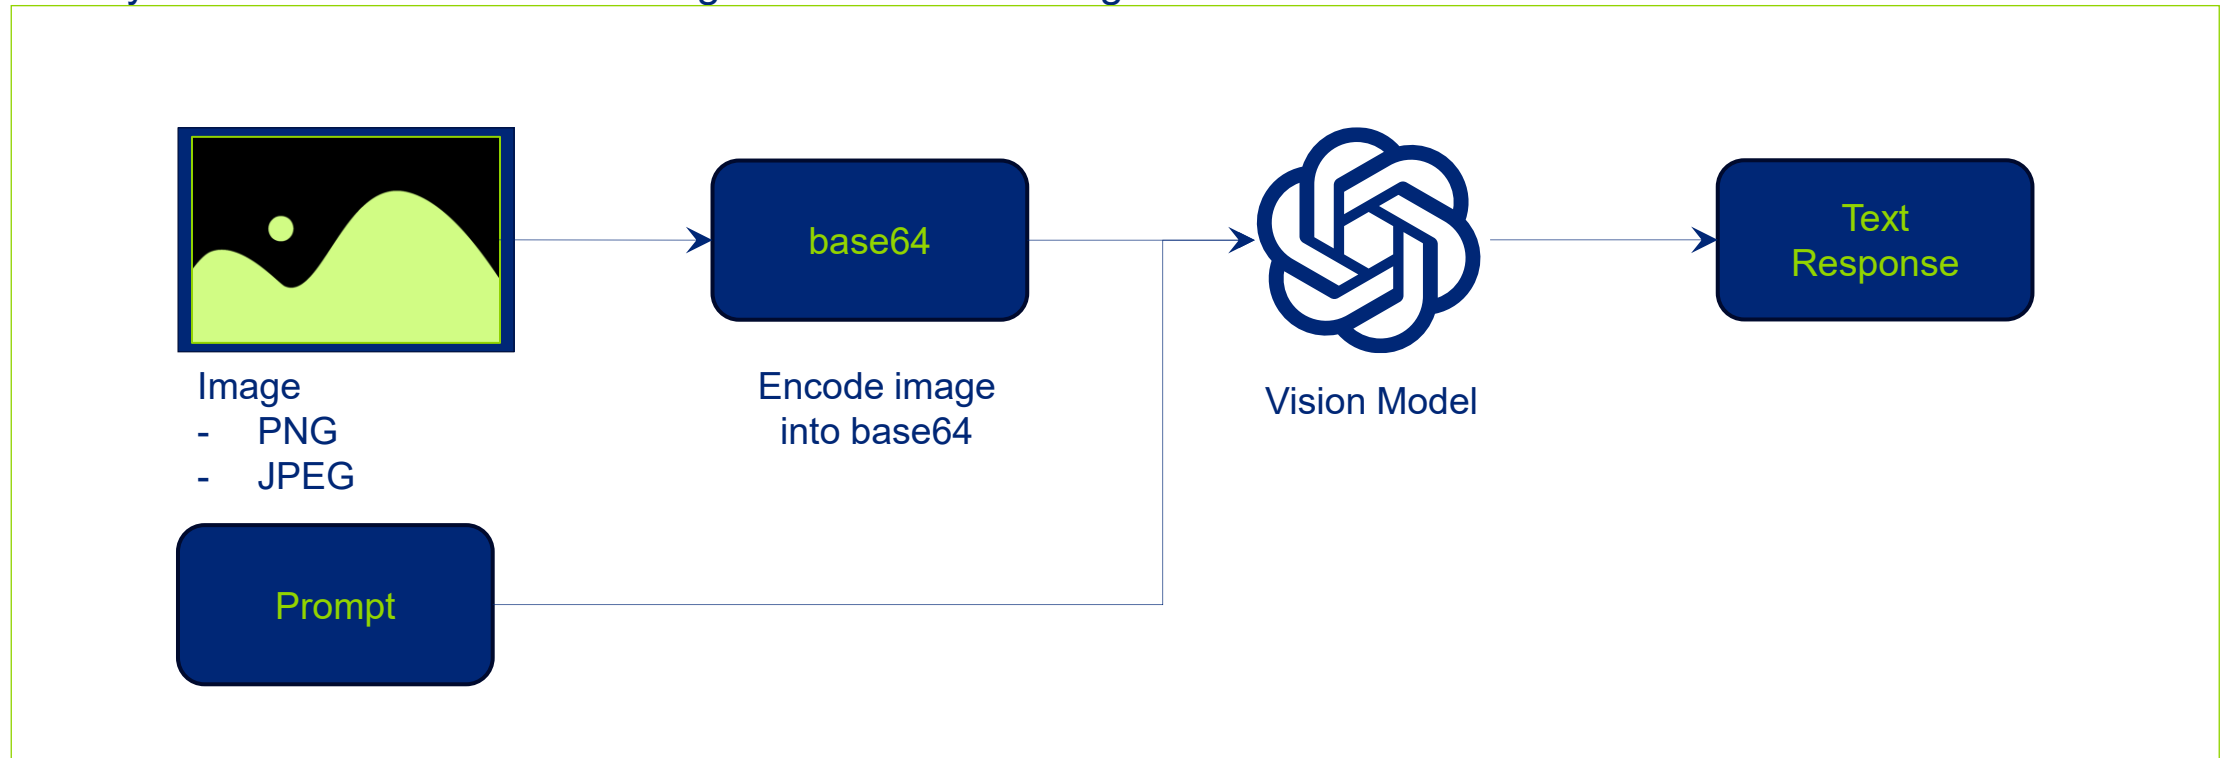 Image
- PNG
- JPEG
base64
Encode image
into base64
Vision Model
Text
Response
Prompt